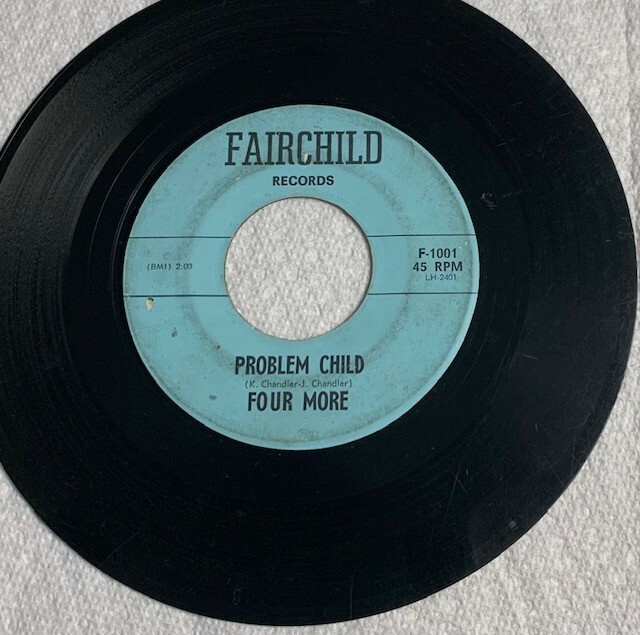 FAIRCHILD
RECORDS
(BMI) 2:03
F-1001
45 RPM
LH-2401
PROBLEM CHILD
(K. Chandler-J. Chandler)
FOUR MORE